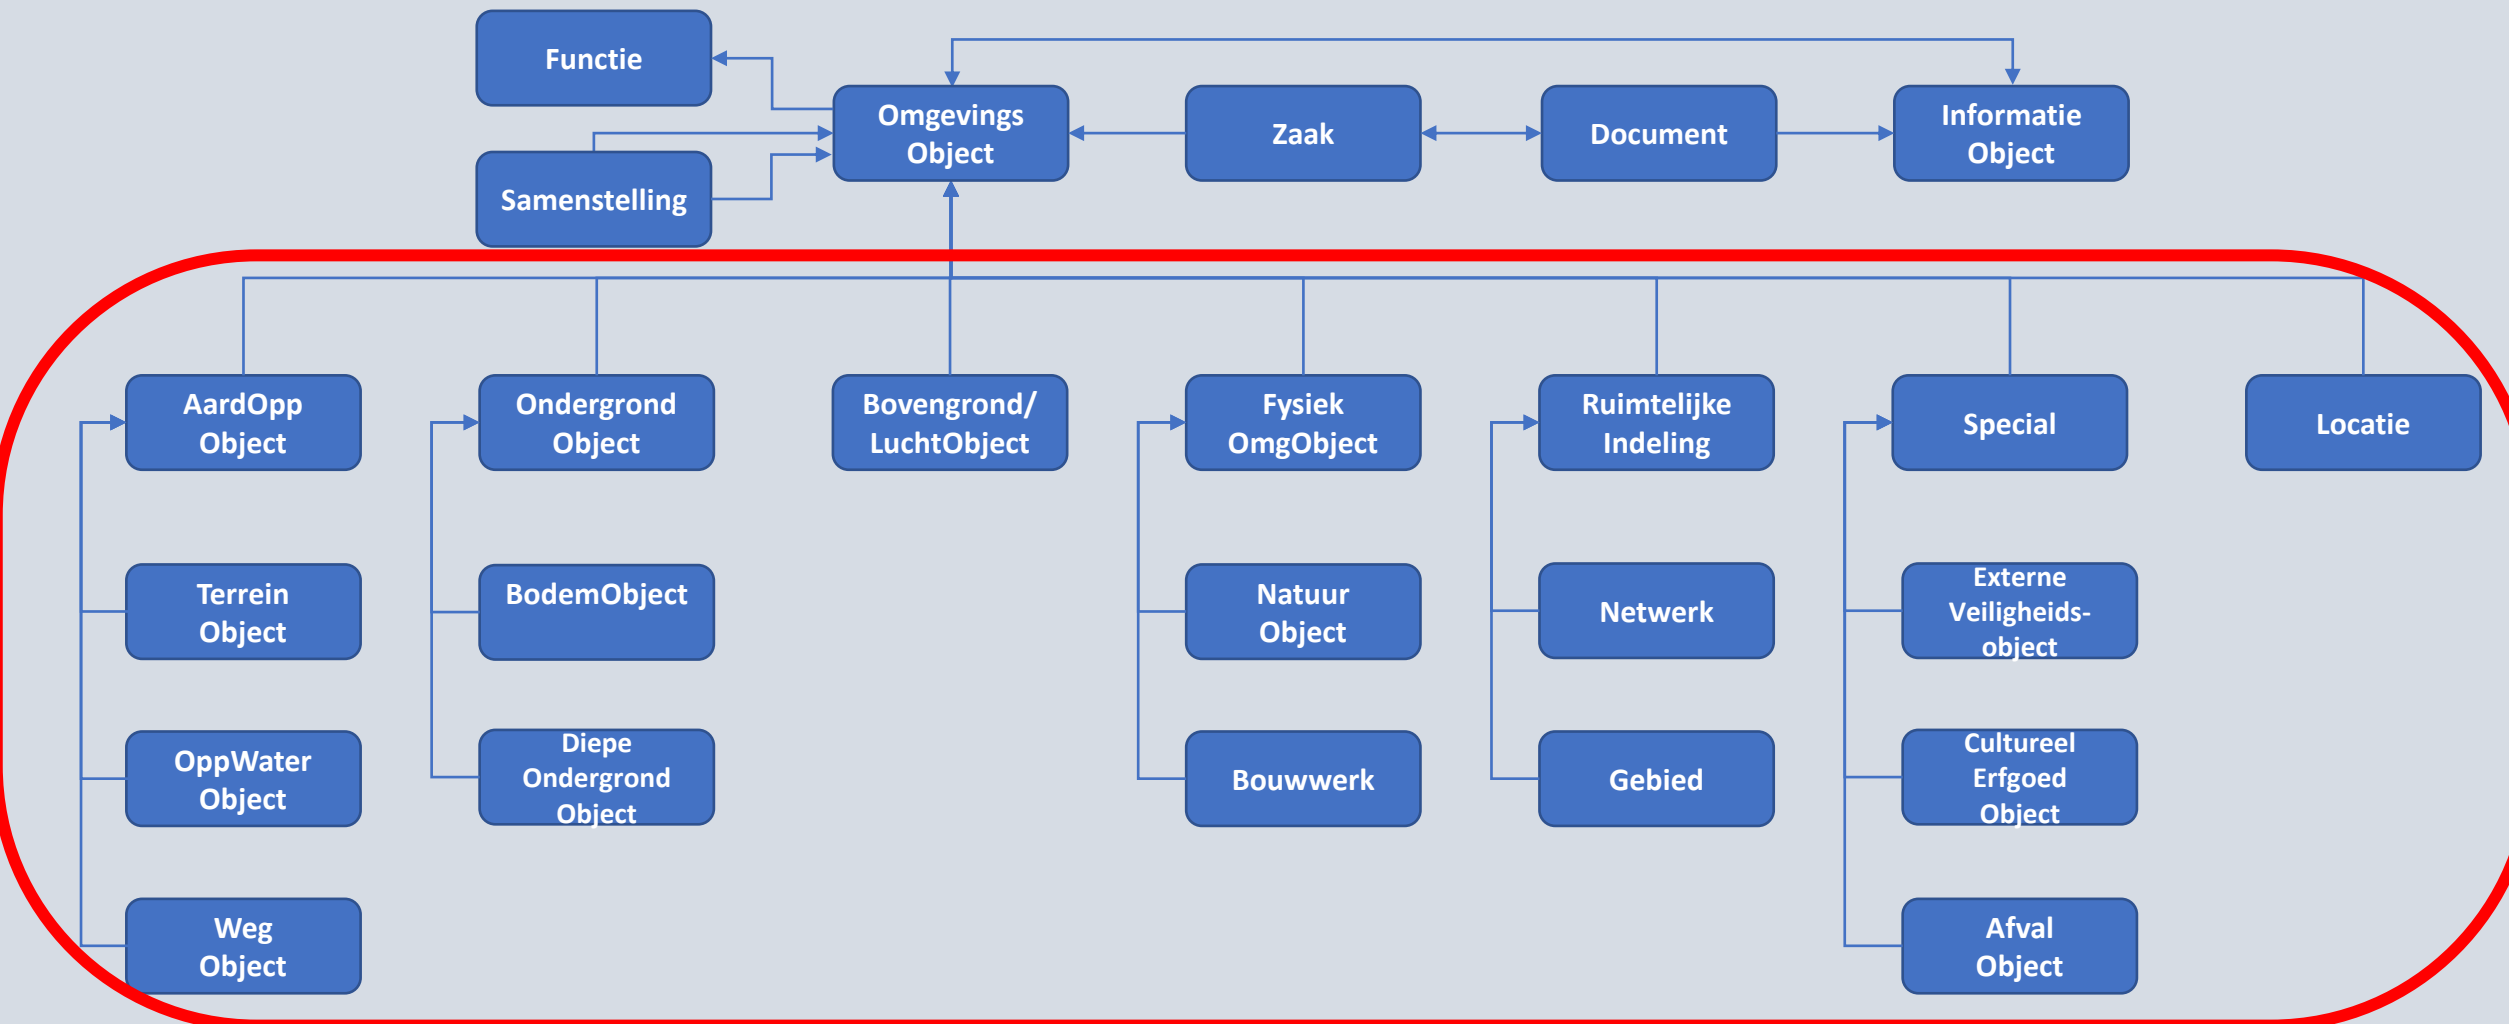 Functie
Omgevings
Object
Zaak
Document
Informatie
Object
Samenstelling
AardOpp
Object
Ondergrond
Object
Bovengrond/
LuchtObject
Fysiek
OmgObject
Ruimtelijke
Indeling
Special
Locatie
Terrein
Object
BodemObject
Natuur
Object
Netwerk
Externe
Veiligheids-
object
OppWater
Object
Diepe
Ondergrond
Object
Bouwwerk
Gebied
Cultureel
Erfgoed
Object
Weg
Object
Afval
Object